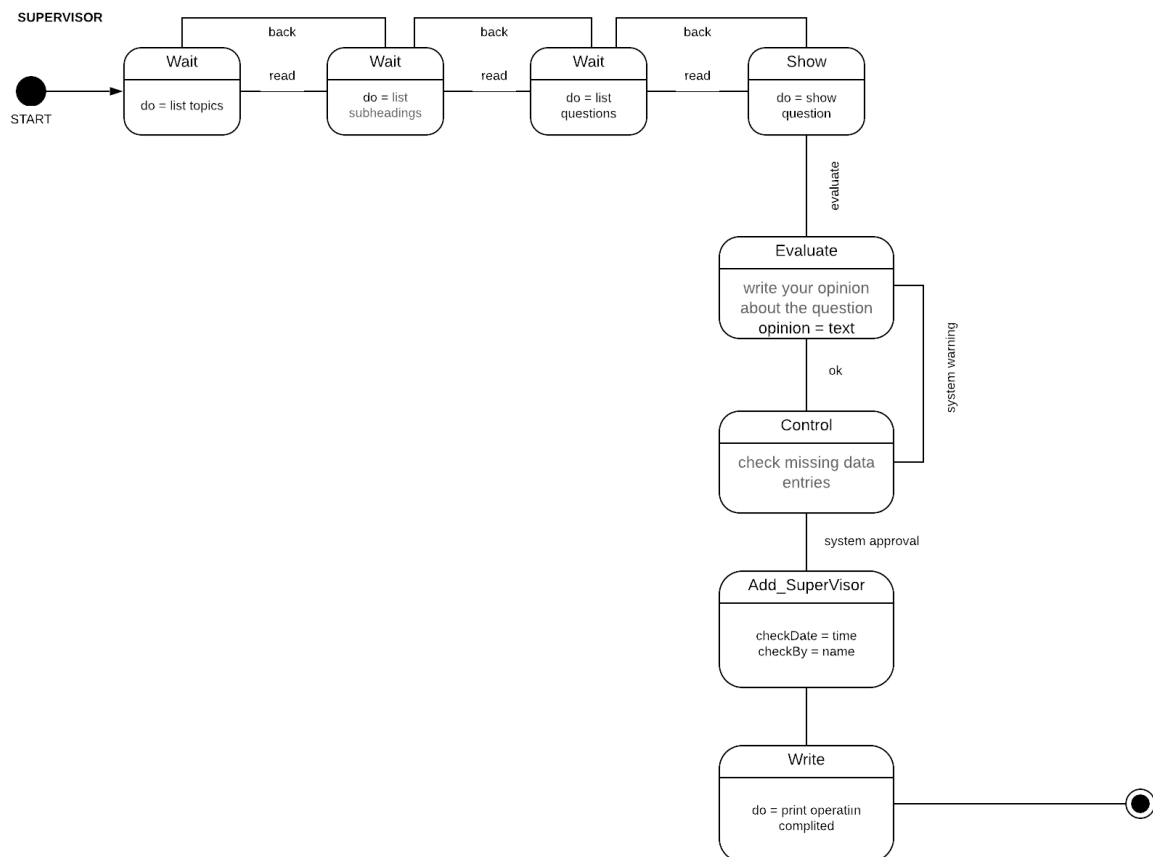 SUPERVISOR
back
back
back
Wait
Wait
Wait
Show
read
read
read
do = list topics
do = list
subheadings
do = list
questions
do = show
question
START
evaluate
Evaluate
write your opinion
about the question
opinion = text
system warning
ok
Control
check missing data
entries
system approval
Add_SuperVisor
checkDate = time
checkBy = name
Write
do = print operatiın
complited